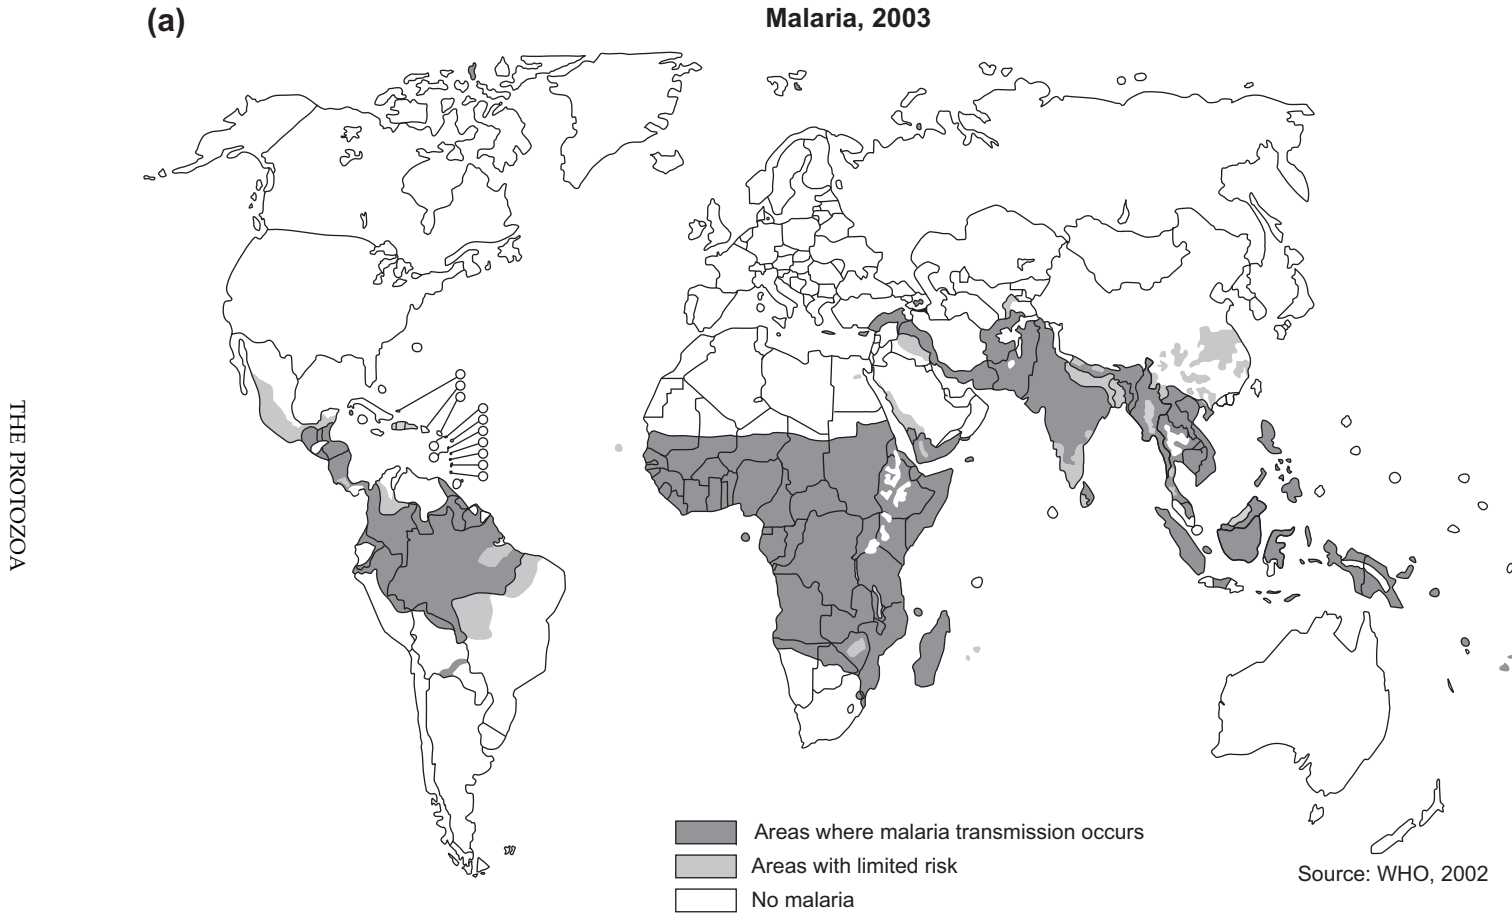 (a)
Malaria, 2003
THE PROTOZOA
Areas where malaria transmission occurs
Areas with limited risk
No malaria
Source: WHO, 2002